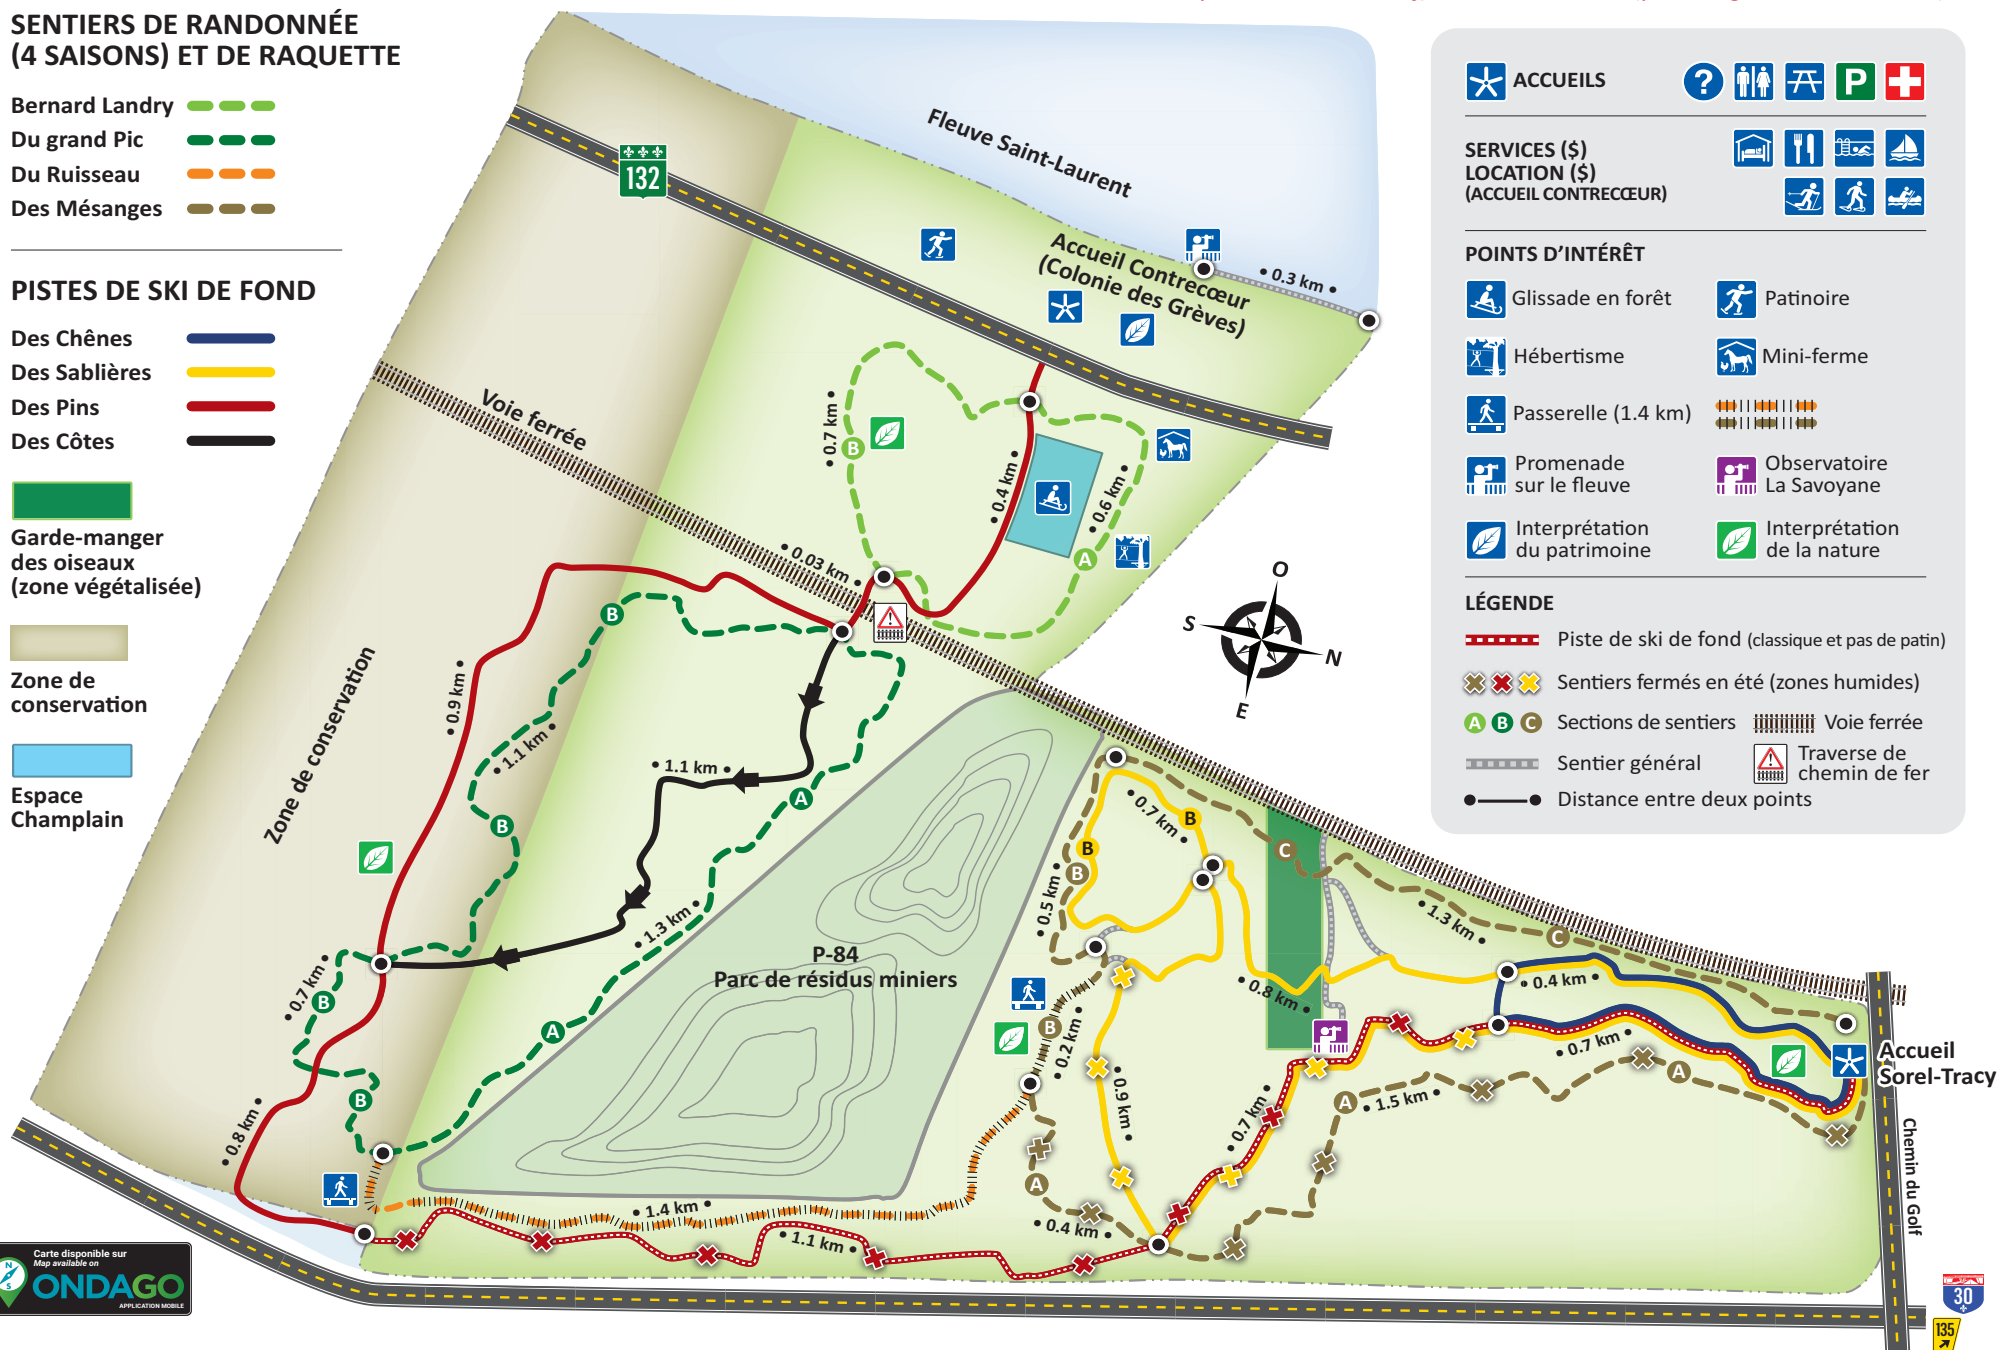 SENTIERS DE RANDONNÉE
(4 SAISONS) ET DE RAQUETTE
Bernard Landry
Du grand Pic
Du Ruisseau
Des Mésanges
PISTES DE SKI DE FOND
Des Chênes
Des Sablières
Des Pins
Des Côtes
Garde-manger
des oiseaux
(zone végétalisée)
Zone de
conservation
Espace
Champlain
132
Fleuve Saint-Laurent
Accueil Contrecœur
(Colonie des Grèves)
• 0.3 km •
Voie ferrée
• 0.7 km •
B
• 0.4 km •
• 0.6 km •
A
• 0.03 km •
O
S
N
E
Zone de conservation
• 0.9 km •
B
• 1.1 km •
B
• 1.1 km •
A
• 1.3 km •
• 0.7 km •
B
A
B
• 0.8 km •
P-84
Parc de résidus miniers
• 0.7 km •
B
B
B
• 0.5 km •
C
• 1.3 km •
C
• 0.8 km •
• 0.4 km •
B
• 0.2 km •
• 0.9 km •
• 0.7 km •
• 0.7 km •
A
• 1.5 km •
A
A
• 0.4 km •
• 1.4 km •
• 1.1 km •
Accueil
Sorel-Tracy
Chemin du Golf
30
135
ACCUEILS
?
P
SERVICES ($)
LOCATION ($)
(ACCUEIL CONTRECŒUR)
POINTS D’INTÉRÊT
Glissade en forêt
Patinoire
Hébertisme
Mini-ferme
Passerelle (1.4 km)
Promenade
sur le fleuve
Observatoire
La Savoyane
Interprétation
du patrimoine
Interprétation
de la nature
LÉGENDE
Piste de ski de fond (classique et pas de patin)
Sentiers fermés en été (zones humides)
A B C Sections de sentiers
Voie ferrée
Sentier général
Traverse de
chemin de fer
Distance entre deux points
N
S
Carte disponible sur
Map available on
ONDAGO
APPLICATION MOBILE